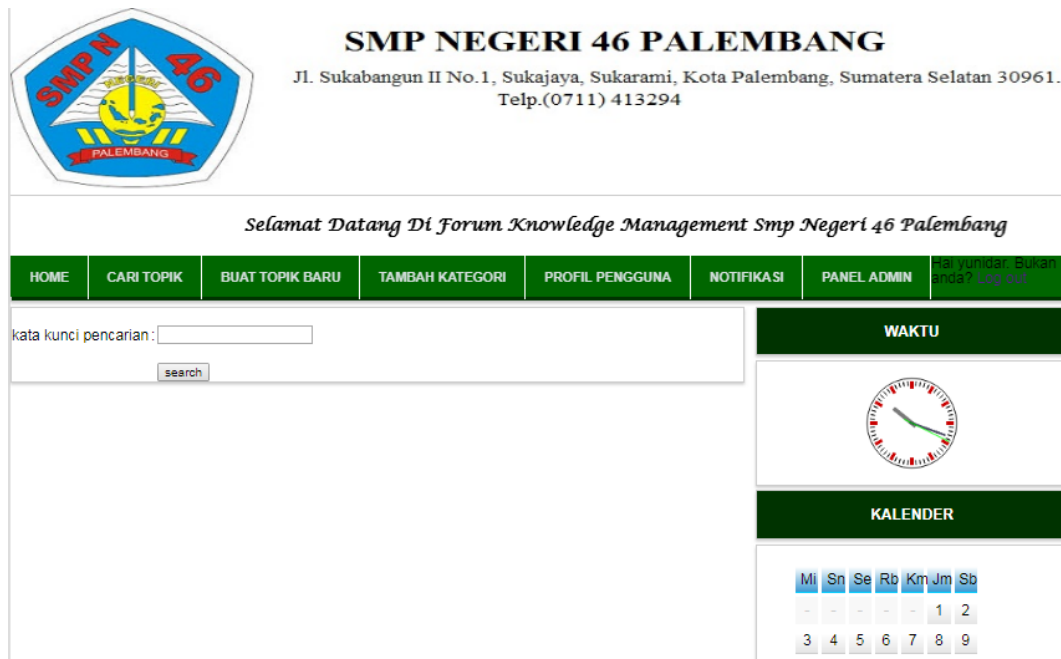 SMP N 46
NEGERI
PALEMBANG
SMP NEGERI 46 PALEMBANG
Jl. Sukabangun II No.1, Sukajaya, Sukarami, Kota Palembang, Sumatera Selatan 30961.
Telp.(0711) 413294
Selamat Datang Di Forum Knowledge Management Smp Negeri 46 Palembang
HOME CARI TOPIK BUAT TOPIK BARU TAMBAH KATEGORI PROFIL PENGGUNA NOTIFIKASI PANEL ADMIN Hai yunidar. Bukan
anda? Log out
kata kunci pencarian :
search
WAKTU
KALENDER
Mi Sn Se Rb Km Jm Sb
- - - - - 1 2
3 4 5 6 7 8 9